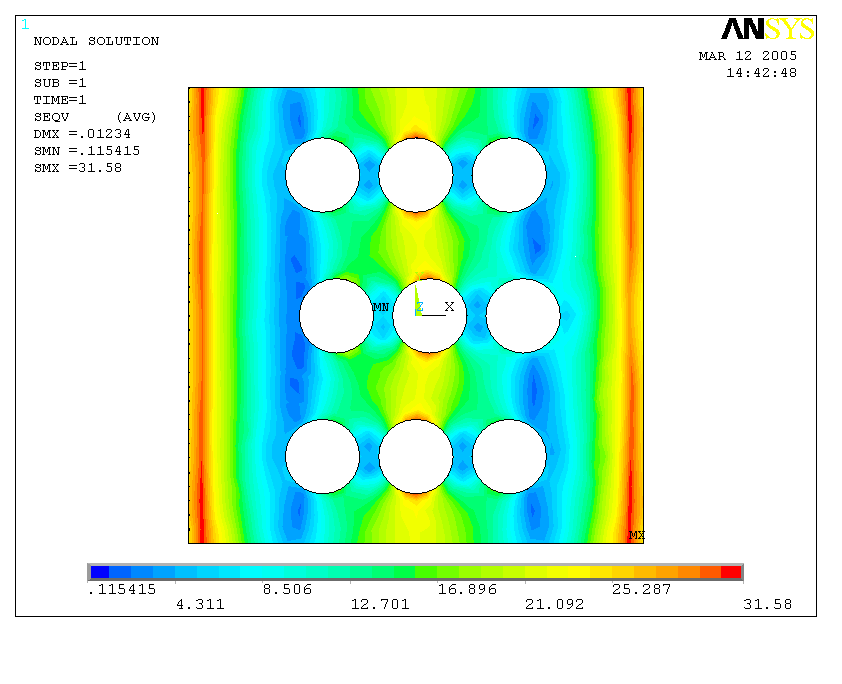 1
ANSYS
NODAL SOLUTION
MAR 12 2005
14:42:48
STEP=1
SUB =1
TIME=1
SEQV (AVG)
DMX =.01234
SMN =.115415
SMX =31.58
MN
Z
X
MX
.115415 8.506 16.896 25.287
4.311 12.701 21.092 31.58